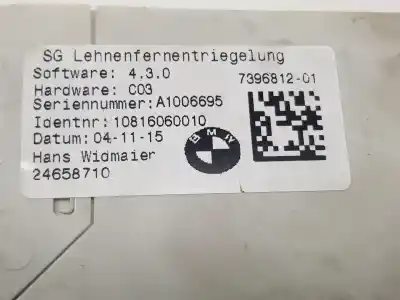 SG Lehnenfernentriegelung
Software: 4.3.0
7396812-01
Hardware: C03
Seriennummer: A1006695
Identnr: 10816060010
Datum: 04-11-15
BMW
Hans Widmaier
24658710